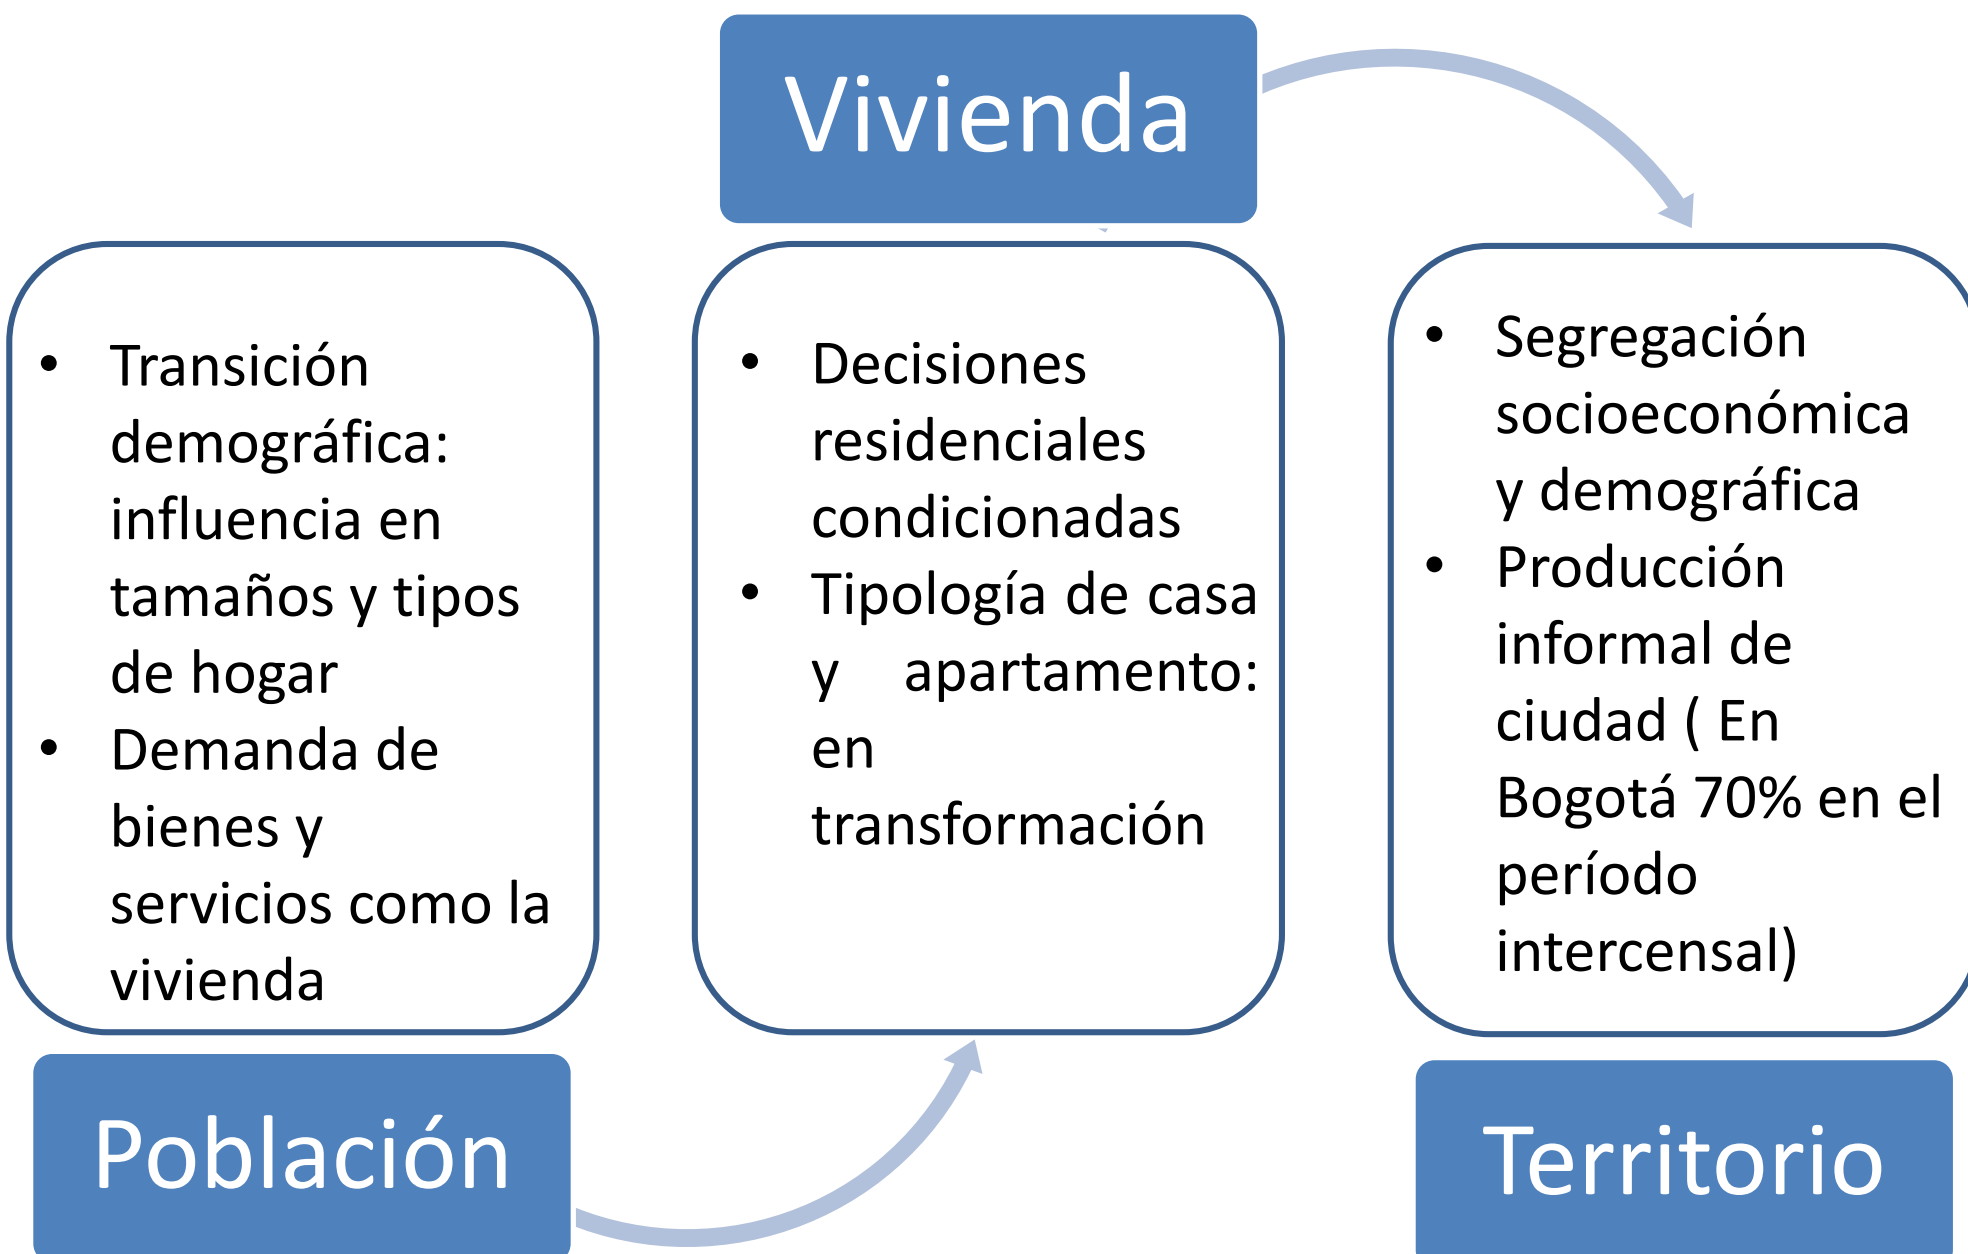 Vivienda
• Transición
demográfica:
influencia en
tamaños y tipos
de hogar
• Demanda de
bienes y
servicios como la
vivienda
Población
• Decisiones
residenciales
condicionadas
• Tipología de casa
y apartamento:
en
transformación
• Segregación
socioeconómica
y demográfica
• Producción
informal de
ciudad ( En
Bogotá 70% en el
período
intercensal)
Territorio